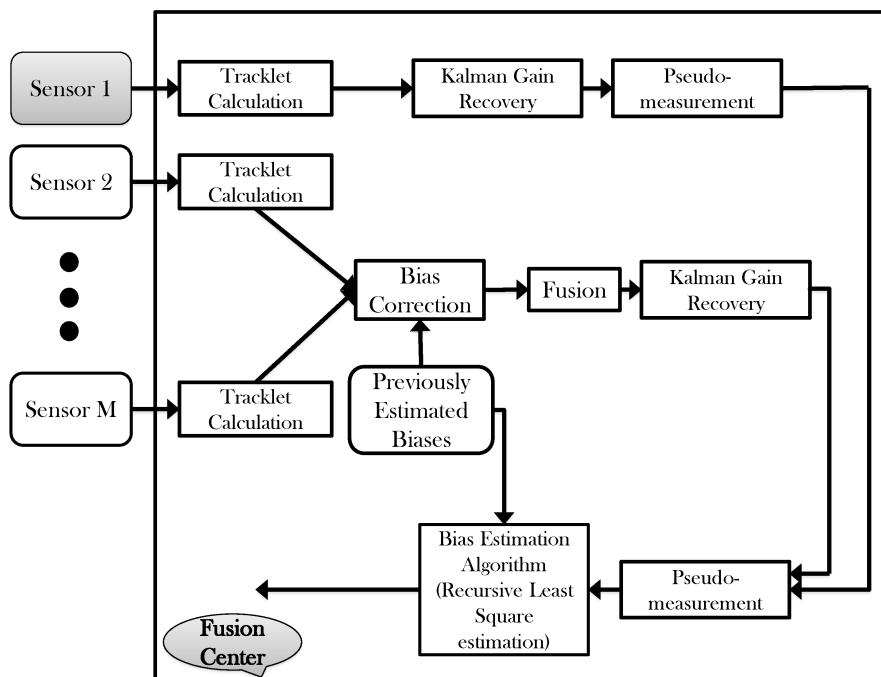 Sensor 1
Tracklet
Calculation
Kalman Gain
Recovery
Pseudo-
measurement
Sensor 2
Tracklet
Calculation
Bias
Correction
Fusion
Kalman Gain
Recovery
Sensor M
Tracklet
Calculation
Previously
Estimated
Biases
Bias Estimation
Algorithm
(Recursive Least
Square
estimation)
Pseudo-
measurement
Fusion
Center